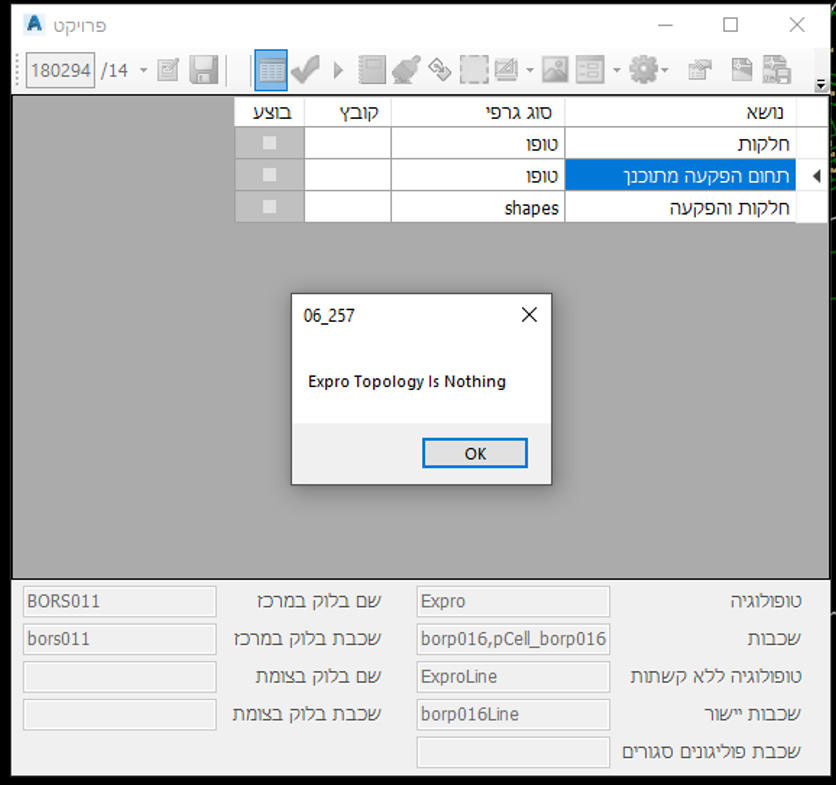 פרויקט
180294 /14
נושא סוג גרפי קובץ בוצע
חלקות טופו
תחום הפקעה מתוכנן טופו
חלקות והפקעה shapes
06_257
Expro Topology Is Nothing
OK
טופולוגיה Expro שם בלוק במרכז BORS011
שכבות borp016,pCell_borp016 שכבת בלוק במרכז bors011
טופולוגיה ללא קשתות ExproLine שם בלוק בצומת
שכבות יישור borp016Line שכבת בלוק בצומת
שכבת פוליגונים סגורים